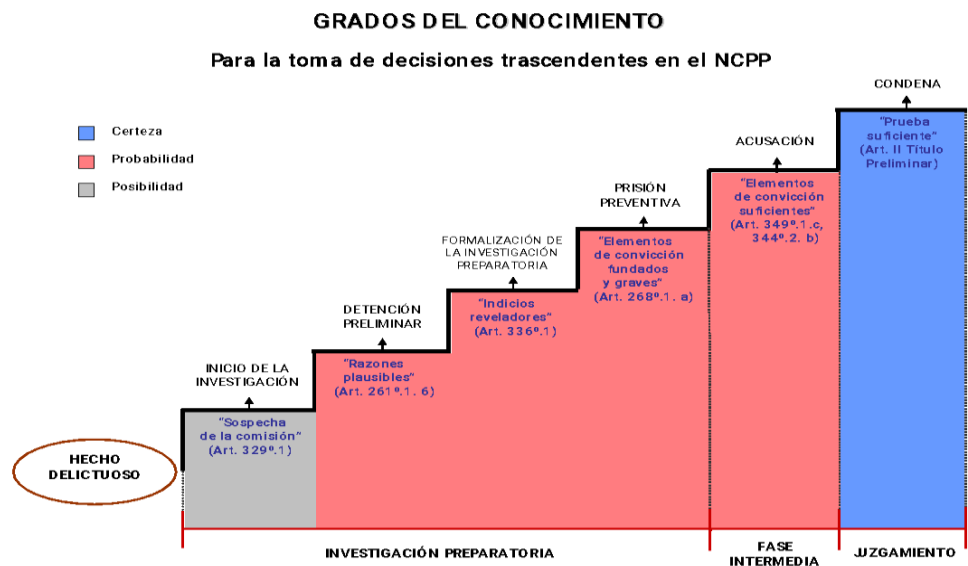 GRADOS DEL CONOCIMIENTO
Para la toma de decisiones trascendentes en el NCPP
Certeza
Probabilidad
Posibilidad
HECHO
DELICTUOSO
INICIO DE LA
INVESTIGACIÓN
"Sospecha
de la comisión"
(Art. 329º.1)
DETENCIÓN
PRELIMINAR
"Razones
plausibles"
(Art. 261º.1. 6)
FORMALIZACIÓN DE
LA INVESTIGACIÓN
PREPARATORIA
"Indicios
reveladores"
(Art. 336º.1)
PRISIÓN
PREVENTIVA
"Elementos
de convicción
fundados
y graves"
(Art. 268º.1. a)
ACUSACIÓN
"Elementos
de convicción
suficientes"
(Art. 349º.1.c,
344º.2. b)
CONDENA
"Prueba
suficiente"
(Art. II Título
Preliminar)
INVESTIGACIÓN PREPARATORIA
FASE
INTERMEDIA
JUZGAMIENTO